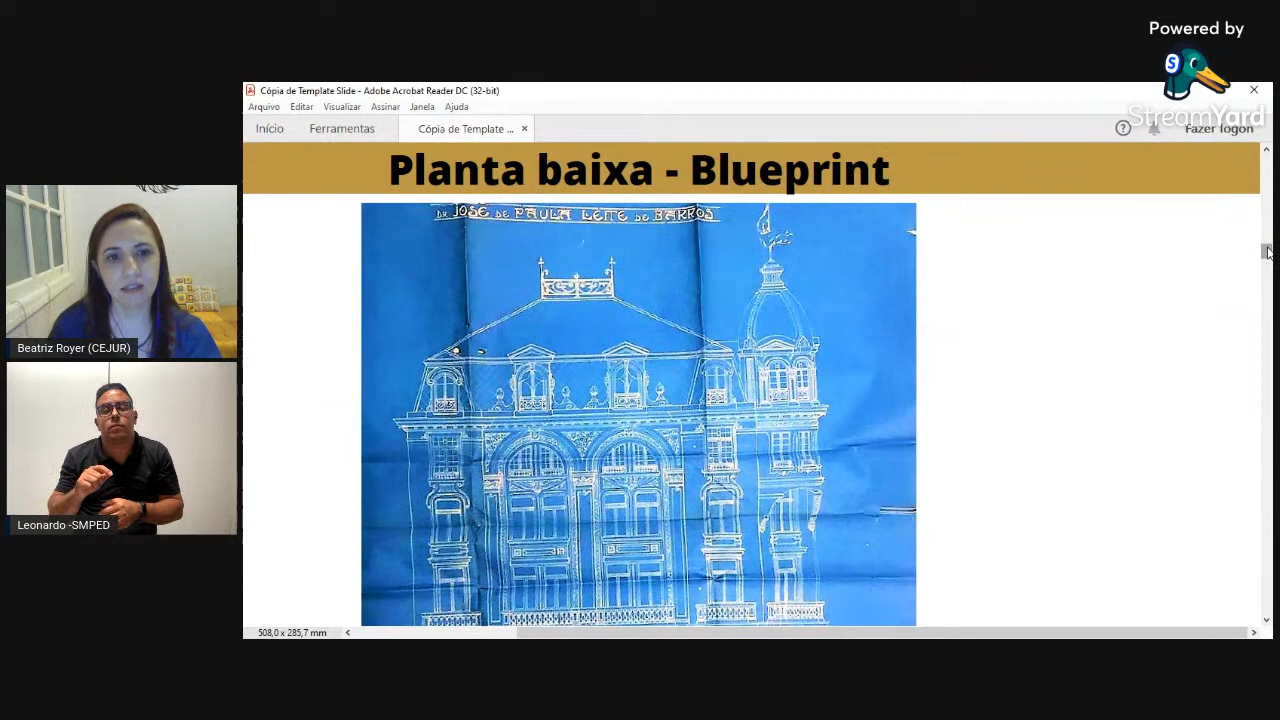 Powered by
S
StreamYard
Cópia de Template Slide - Adobe Acrobat Reader DC (32-bit)
Arquivo Editar Visualizar Assinar Janela Ajuda
Início Ferramentas Cópia de Template ... × ? Fazer logon
Planta baixa - Blueprint
DR JOSÉ DE PAULA LEITE DE BARROS
Beatriz Royer (CEJUR)
Leonardo -SMPED
508,0 x 285,7 mm